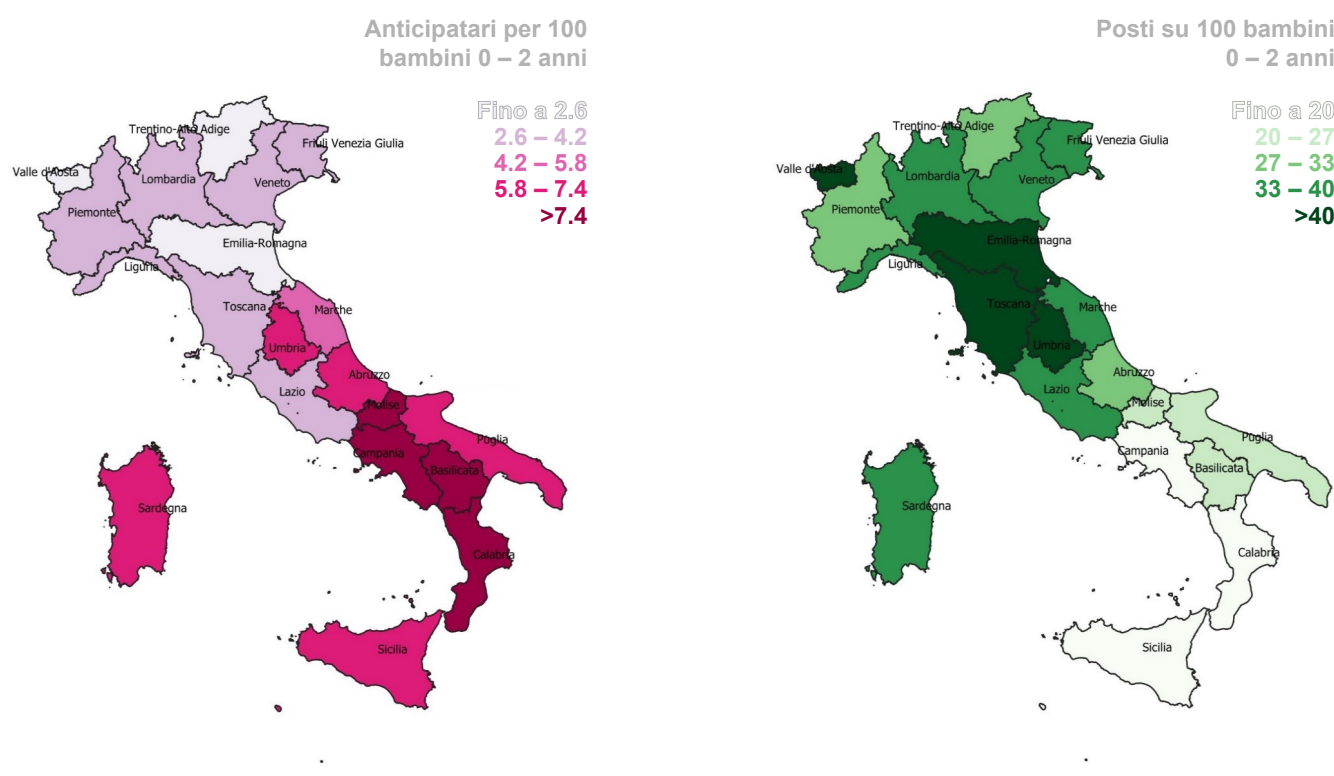 Anticipatari per 100
bambini 0 – 2 anni
Fino a 2.6
2.6 – 4.2
4.2 – 5.8
5.8 – 7.4
>7.4
Trentino-Alto Adige
Friuli Venezia Giulia
Valle d'Aosta
Lombardia
Veneto
Piemonte
Emilia-Romagna
Liguria
Toscana
Marche
Umbria
Abruzzo
Lazio
Molise
Puglia
Campania
Basilicata
Sardegna
Calabria
Sicilia
Posti su 100 bambini
0 – 2 anni
Fino a 20
20 – 27
27 – 33
33 – 40
>40
Trentino-Alto Adige
Friuli Venezia Giulia
Valle d'Aosta
Lombardia
Veneto
Piemonte
Emilia-Romagna
Liguria
Toscana
Marche
Umbria
Abruzzo
Lazio
Molise
Puglia
Campania
Basilicata
Sardegna
Calabria
Sicilia